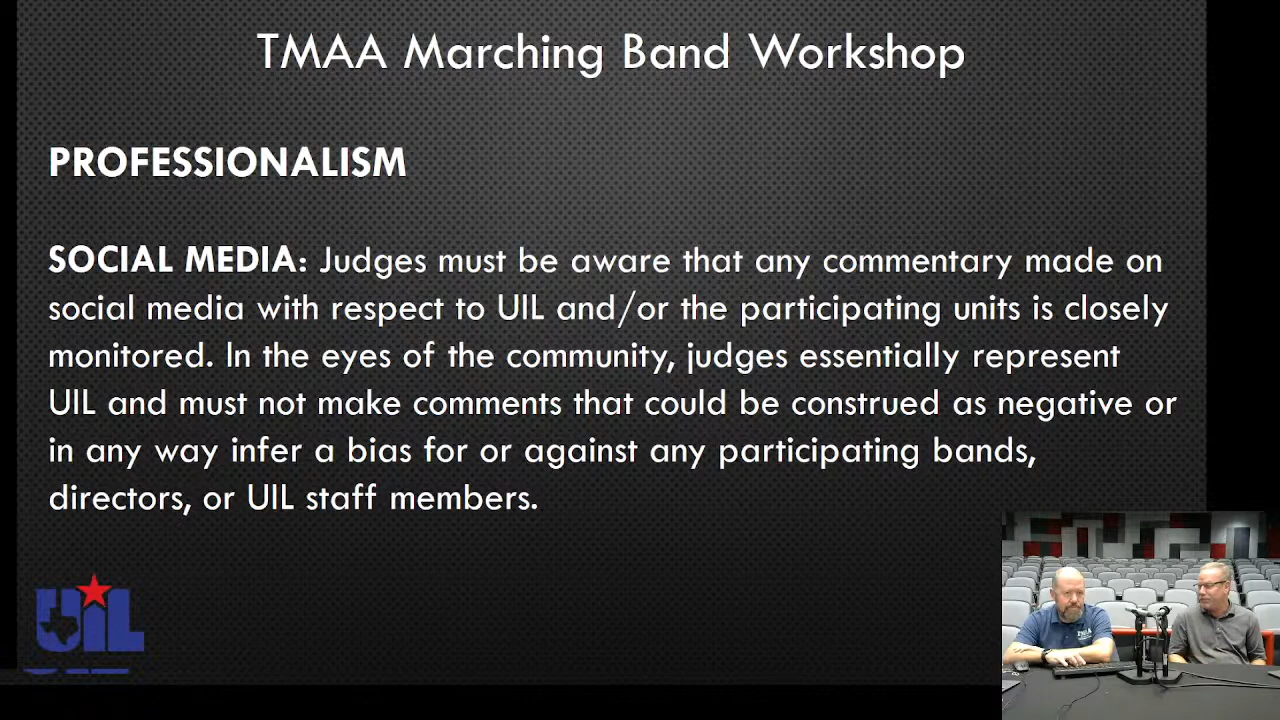 TMAA Marching Band Workshop
PROFESSIONALISM
SOCIAL MEDIA: Judges must be aware that any commentary made on
social media with respect to UIL and/or the participating units is closely
monitored. In the eyes of the community, judges essentially represent
UIL and must not make comments that could be construed as negative or
in any way infer a bias for or against any participating bands,
directors, or UIL staff members.
UIL
TMAA